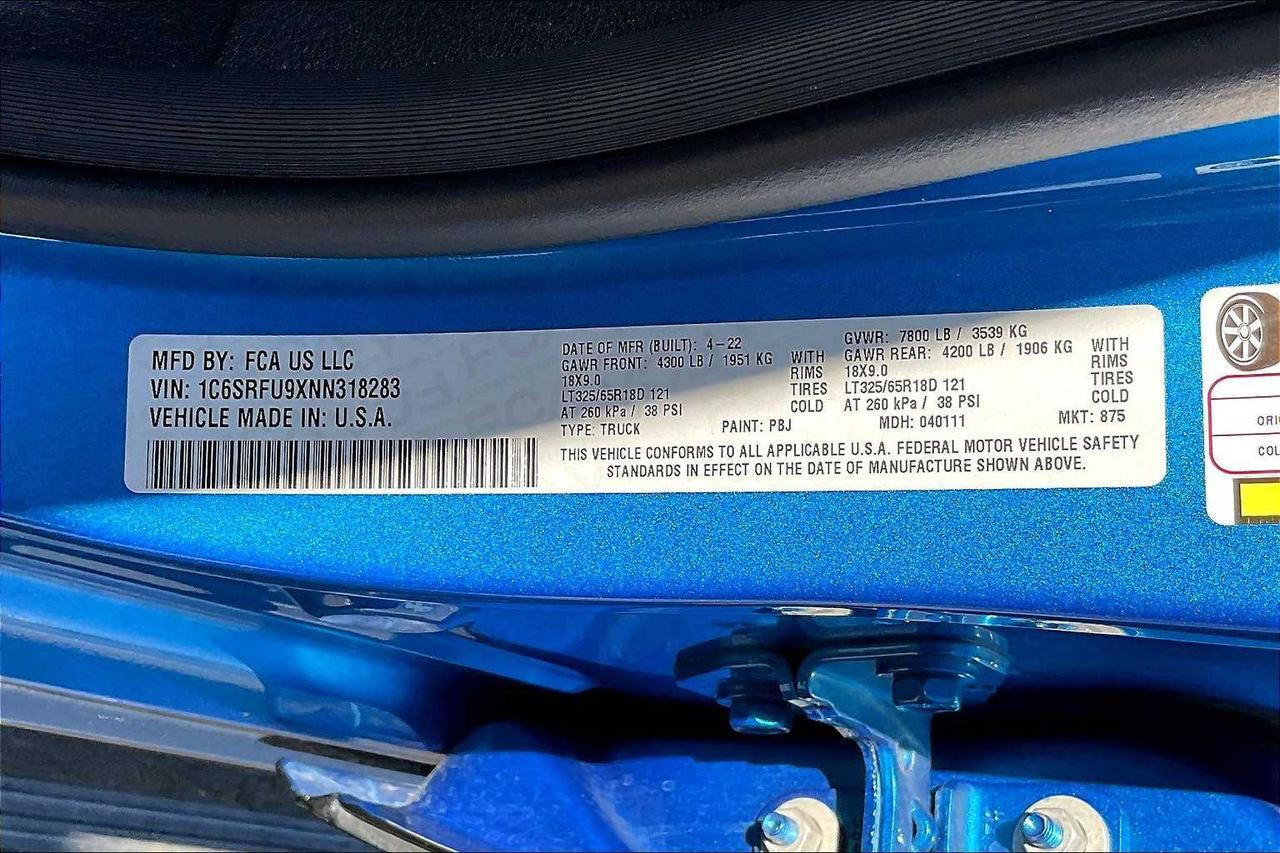 MFD BY: FCA US LLC
VIN: 1C6SRFU9XNN318283
VEHICLE MADE IN: U.S.A.
DATE OF MFR (BUILT): 4-22
GAWR FRONT: 4300 LB / 1951 KG WITH
18X9.0 RIMS
LT325/65R18D 121 TIRES
AT 260 kPa / 38 PSI COLD
TYPE: TRUCK PAINT: PBJ
GVWR: 7800 LB / 3539 KG
GAWR REAR: 4200 LB / 1906 KG WITH
18X9.0 RIMS
LT325/65R18D 121 TIRES
AT 260 kPa / 38 PSI COLD
MDH: 040111 MKT: 875
THIS VEHICLE CONFORMS TO ALL APPLICABLE U.S.A. FEDERAL MOTOR VEHICLE SAFETY
STANDARDS IN EFFECT ON THE DATE OF MANUFACTURE SHOWN ABOVE.